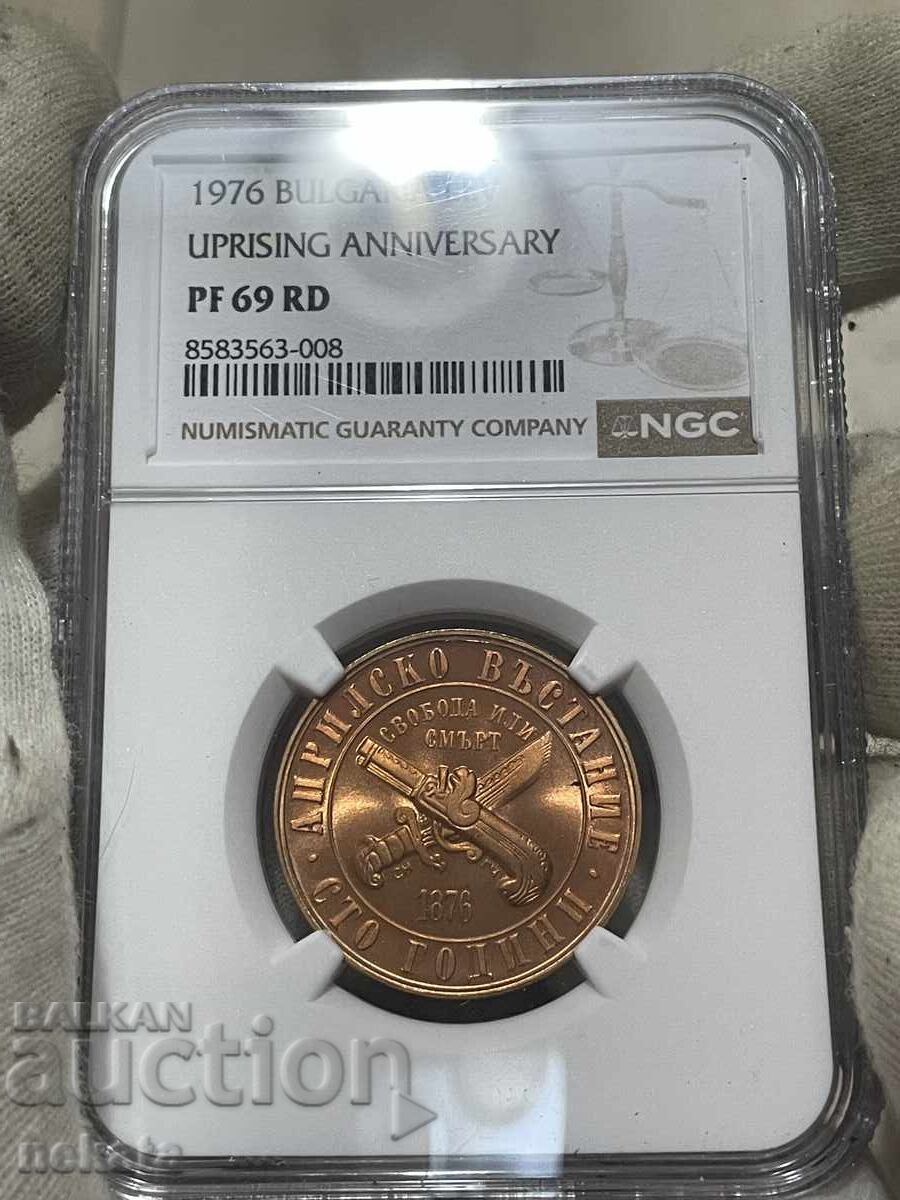 1976 BULGARIA
UPRISING ANNIVERSARY
PF 69 RD
8583563-008
NUMISMATIC GUARANTY COMPANY
NGC
АПРИЛСКО ВЪСТАНИЕ
СВОБОДА ИЛИ
СМЪРТ
1876
· СТО ГОДИНИ ·
BALKAN
auction
nekata